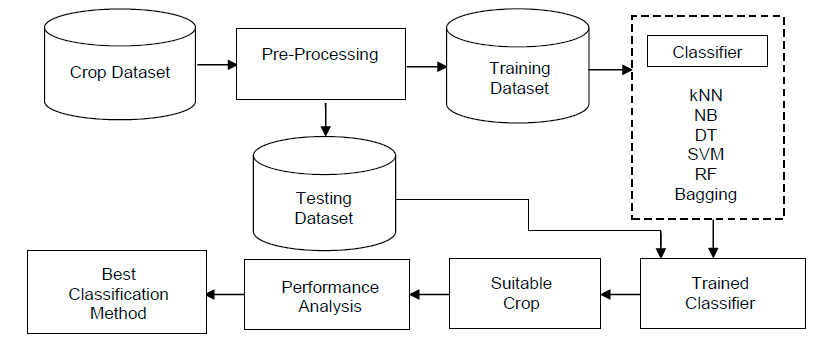 Crop Dataset
Pre-Processing
Training
Dataset
Classifier
kNN
NB
DT
SVM
RF
Bagging
Testing
Dataset
Best
Classification
Method
Performance
Analysis
Suitable
Crop
Trained
Classifier